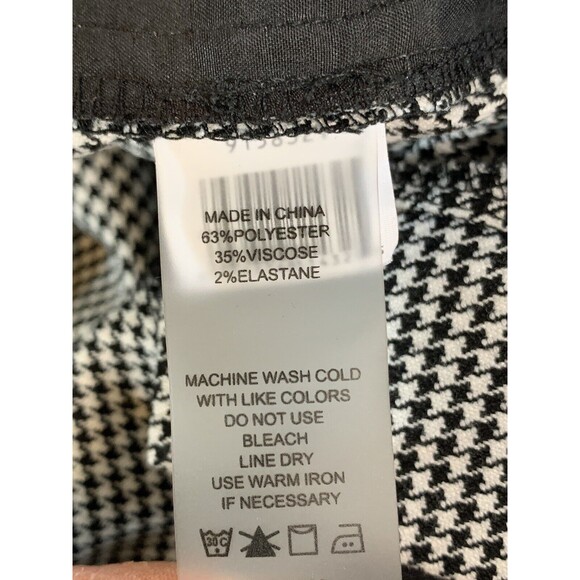 MADE IN CHINA
63%POLYESTER
35%VISCOSE
2%ELASTANE
MACHINE WASH COLD
WITH LIKE COLORS
DO NOT USE
BLEACH
LINE DRY
USE WARM IRON
IF NECESSARY
30C